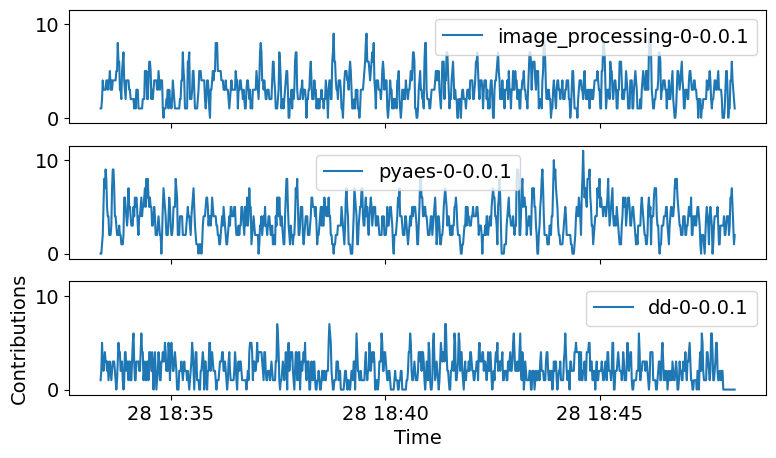 10
0
image_processing-0-0.0.1
10
0
pyaes-0-0.0.1
10
0
dd-0-0.0.1
Contributions
28 18:35 28 18:40 28 18:45
Time